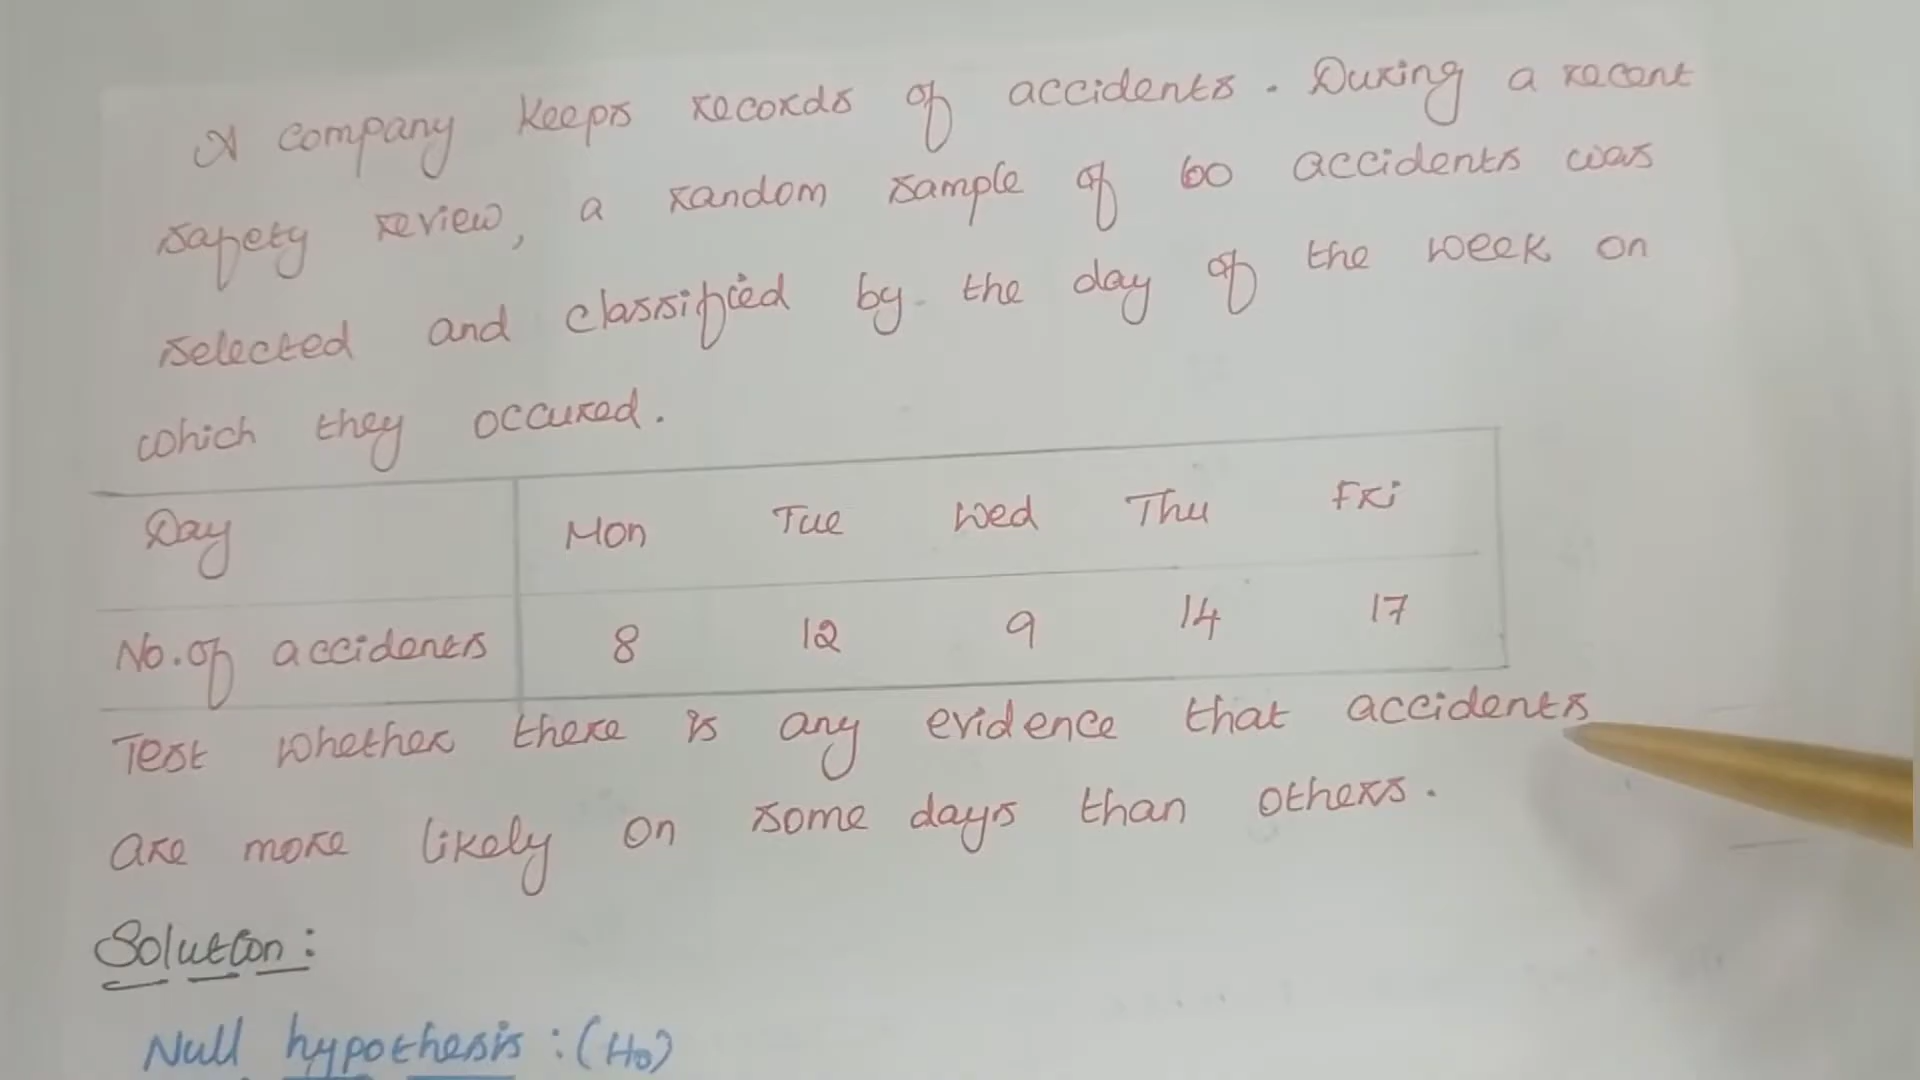 A company keeps records of accidents. During a recent
safety review, a random sample of 60 accidents was
selected and classified by the day of the week on
which they occured.
Day Mon Tue Wed Thu Fri
No. of accidents 8 12 9 14 17
Test whether there is any evidence that accidents
are more likely on some days than others.
Solution:
Null hypothesis: (H0)